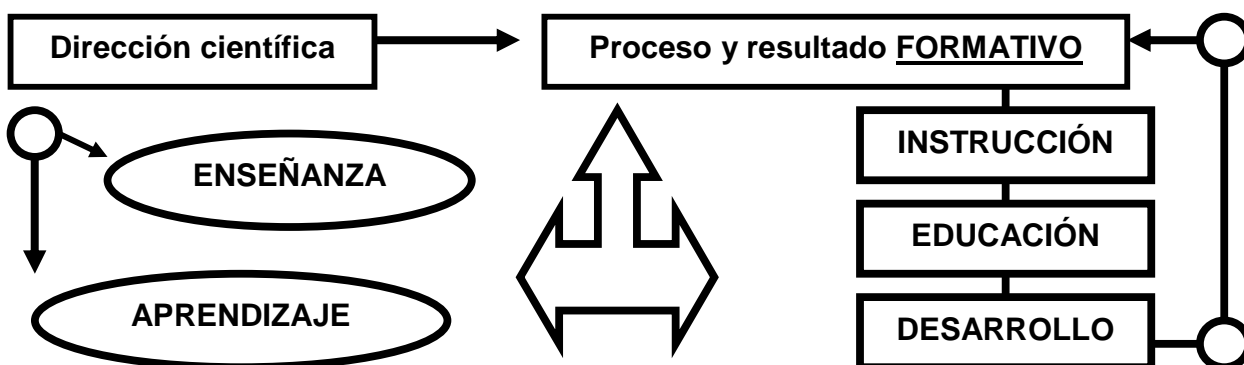 Dirección científica
Proceso y resultado FORMATIVO
ENSEÑANZA
APRENDIZAJE
INSTRUCCIÓN
EDUCACIÓN
DESARROLLO